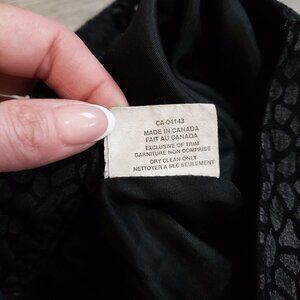 CA-04143
MADE IN CANADA
FAIT AU CANADA
EXCLUSIVE OF TRIM
GARNITURE NON COMPRISE
DRY CLEAN ONLY
NETTOYER A SEC SEULEMENT